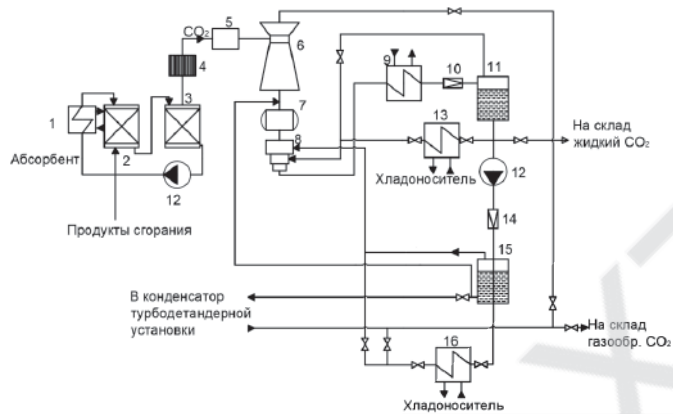 CO₂
5
6
4
9
10
11
7
1
3
8
13
На склад
жидкий CO₂
Абсорбент
2
12
Хладоноситель
12
14
Продукты сгорания
15
В конденсатор
турбодетандерной
установки
16
На склад
газообр. CO₂
Хладоноситель